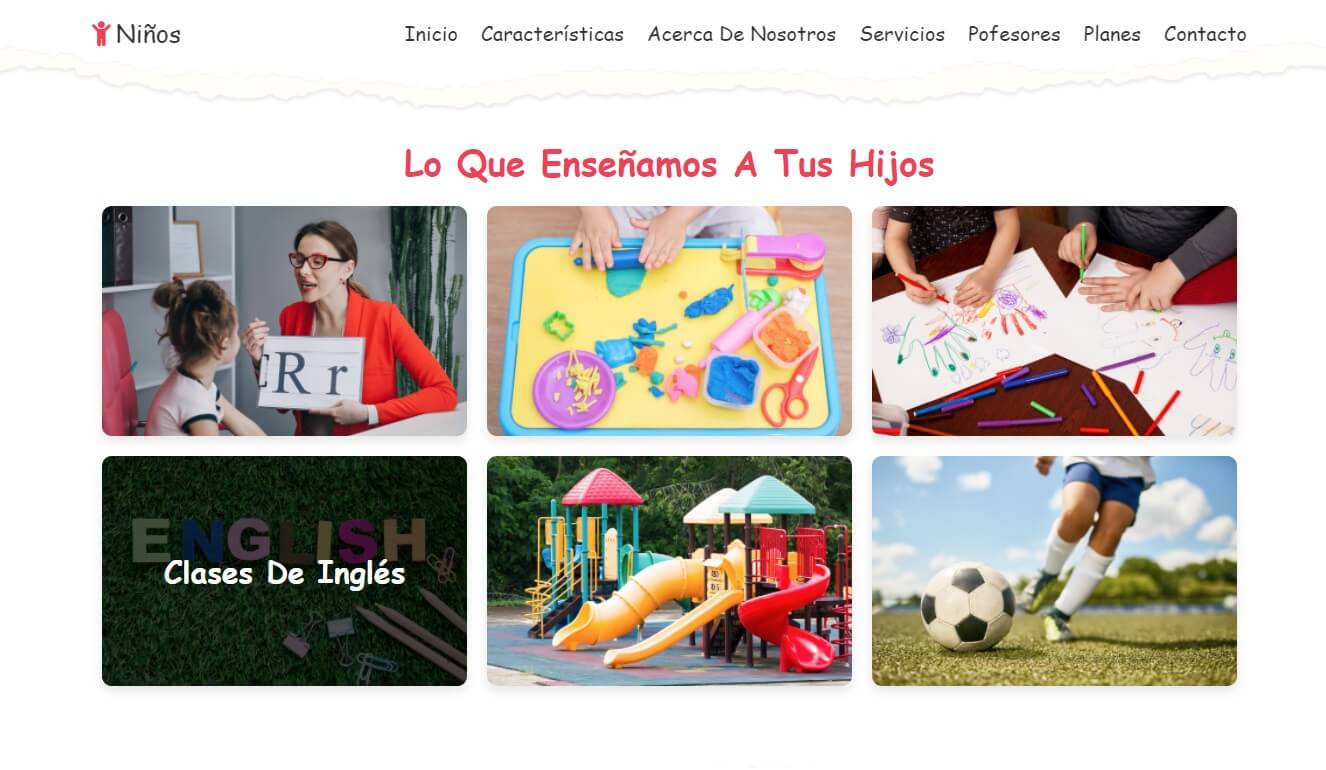 Niños
Inicio Características Acerca De Nosotros Servicios Pofesores Planes Contacto
Lo Que Enseñamos A Tus Hijos
R r
ENGLISH
Clases De Inglés